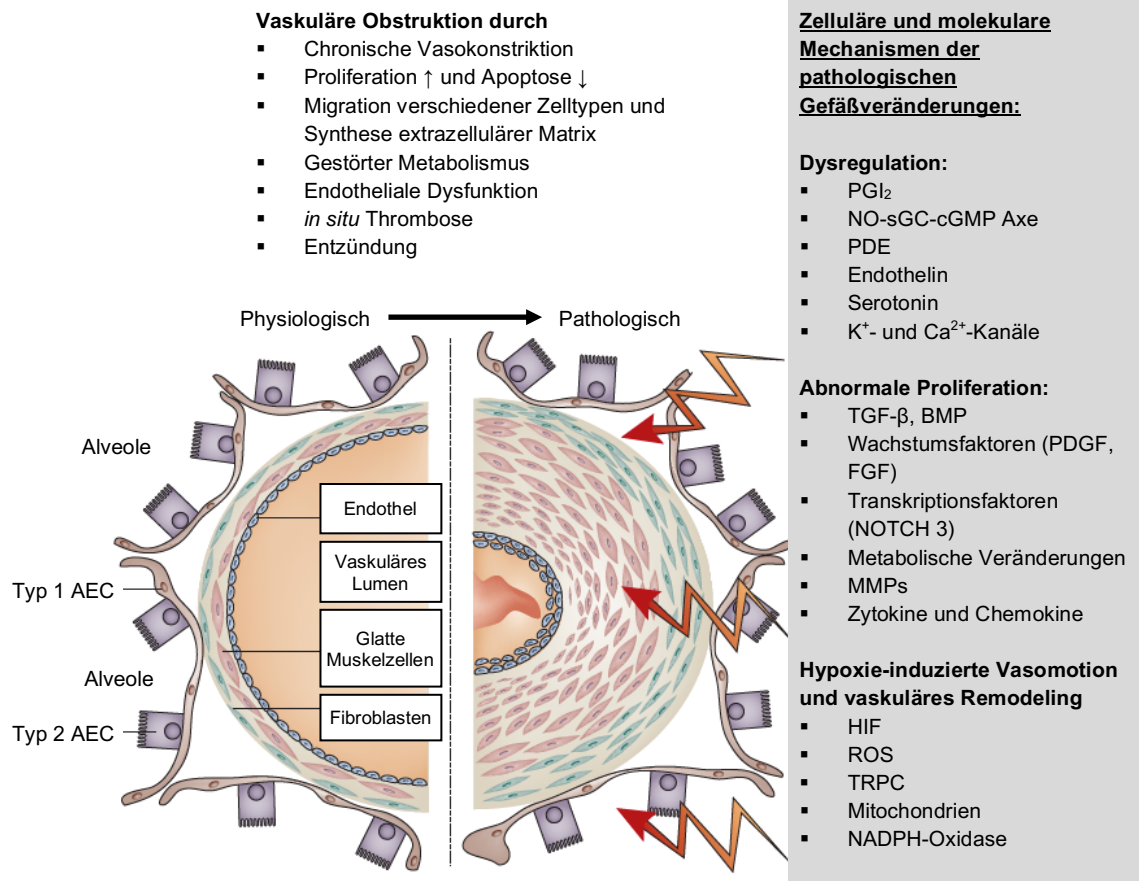 Vaskuläre Obstruktion durch
▪ Chronische Vasokonstriktion
▪ Proliferation ↑ und Apoptose ↓
▪ Migration verschiedener Zelltypen und
Synthese extrazellulärer Matrix
▪ Gestörter Metabolismus
▪ Endotheliale Dysfunktion
▪ in situ Thrombose
▪ Entzündung
Physiologisch
Pathologisch
Alveole
Typ 1 AEC
Alveole
Typ 2 AEC
Endothel
Vaskuläres
Lumen
Glatte
Muskelzellen
Fibroblasten
Zelluläre und molekulare
Mechanismen der
pathologischen
Gefäßveränderungen:
Dysregulation:
▪ PGI₂
▪ NO-sGC-cGMP Axe
▪ PDE
▪ Endothelin
▪ Serotonin
▪ K⁺- und Ca²⁺-Kanäle
Abnormale Proliferation:
▪ TGF-β, BMP
▪ Wachstumsfaktoren (PDGF,
FGF)
▪ Transkriptionsfaktoren
(NOTCH 3)
▪ Metabolische Veränderungen
▪ MMPs
▪ Zytokine und Chemokine
Hypoxie-induzierte Vasomotion
und vaskuläres Remodeling
▪ HIF
▪ ROS
▪ TRPC
▪ Mitochondrien
▪ NADPH-Oxidase